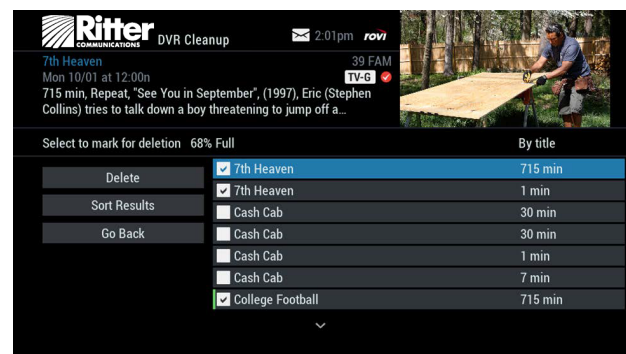 Ritter
COMMUNICATIONS
DVR Cleanup
2:01pm
rovi
7th Heaven
39 FAM
Mon 10/01 at 12:00n
TV-G
715 min, Repeat, "See You in
September", (1997), Eric (Stephen
Collins) tries to talk down a boy threatening to jump off a...
Select to mark for deletion 68% Full By title
Delete
Sort Results
Go Back
7th Heaven 715 min
7th Heaven 1 min
Cash Cab 30 min
Cash Cab 30 min
Cash Cab 1 min
Cash Cab 7 min
College Football 715 min